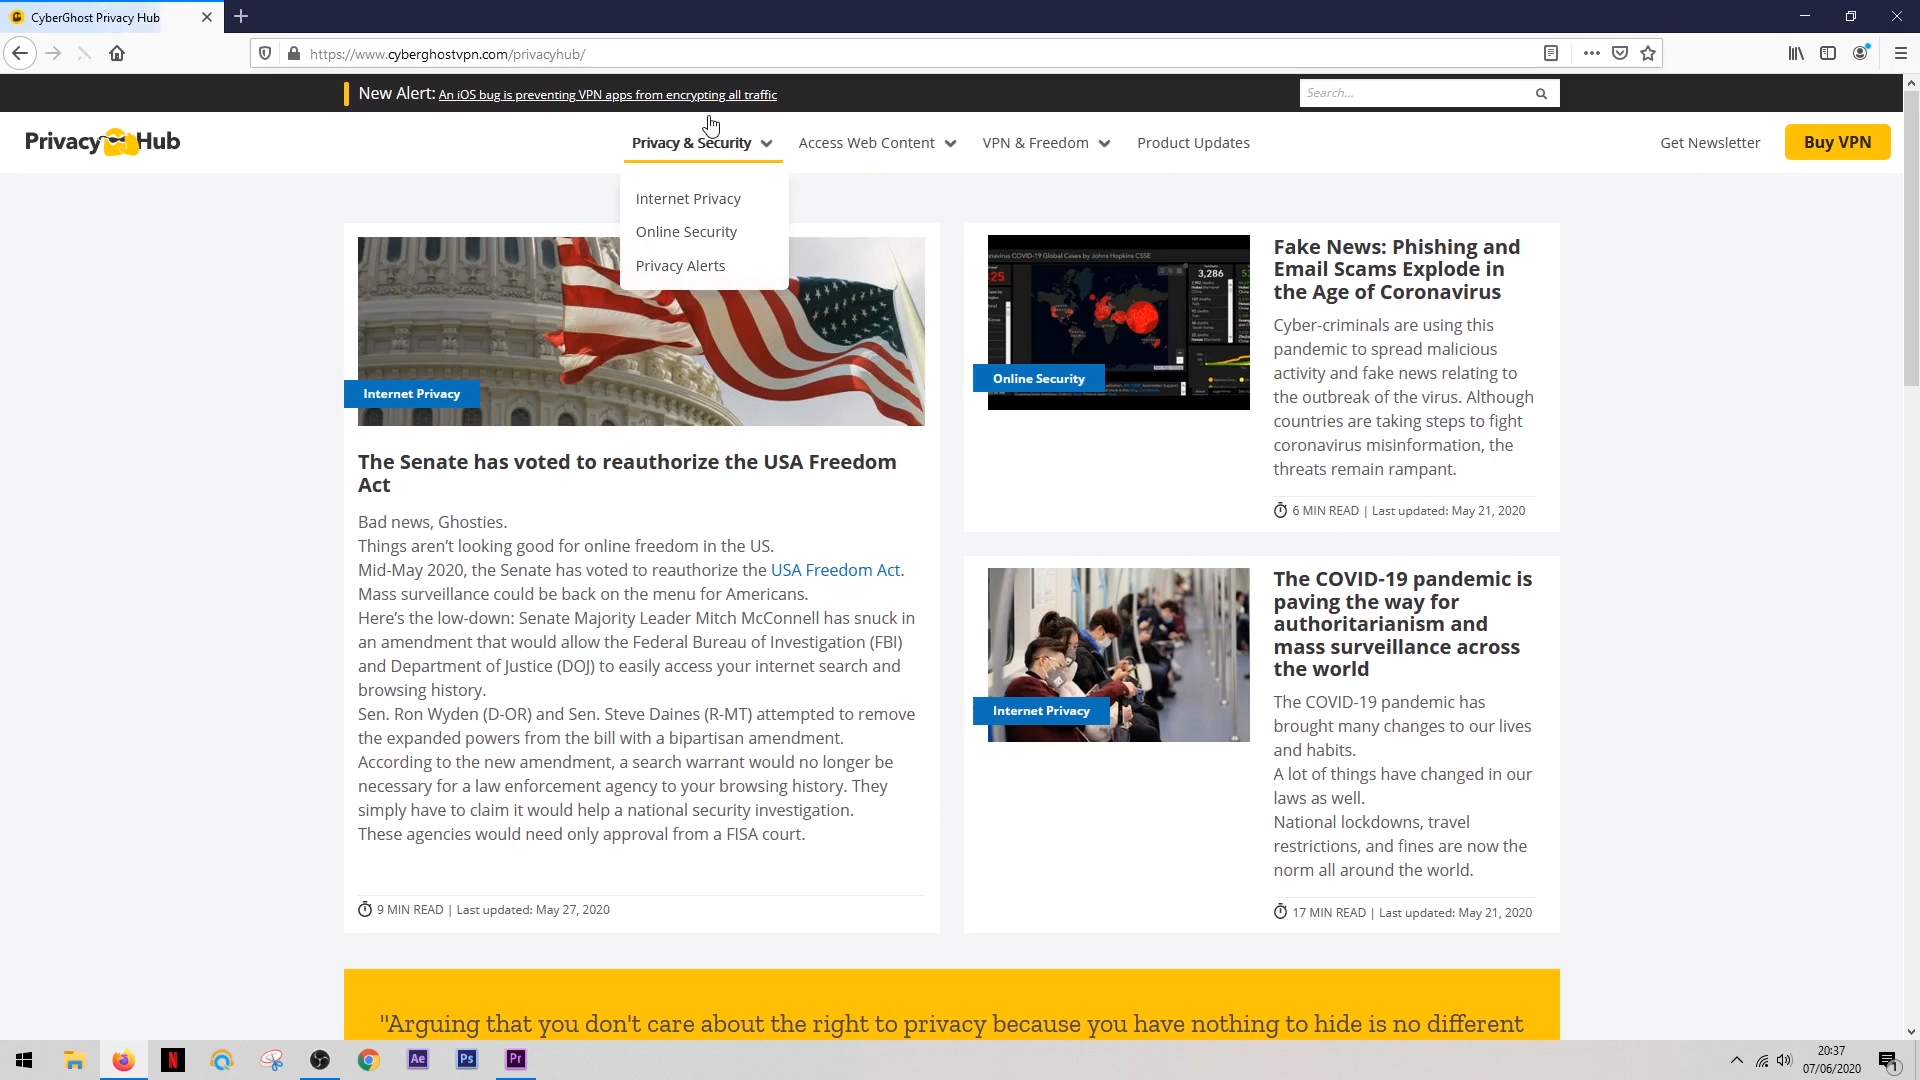 CyberGhost Privacy Hub
https://www.cyberghostvpn.com/privacyhub/
New Alert: An iOS bug is preventing VPN apps from encrypting all traffic
Search...
Privacy Hub
Privacy & Security
Access Web Content
VPN & Freedom
Product Updates
Get Newsletter
Buy VPN
Internet Privacy
Online Security
Privacy Alerts
Internet Privacy
The Senate has voted to reauthorize the USA Freedom
Act
Bad news, Ghosties.
Things aren’t looking good for online freedom in the US.
Mid-May 2020, the Senate has voted to reauthorize the USA Freedom Act.
Mass surveillance could be back on the menu for Americans.
Here’s the low-down: Senate Majority Leader Mitch McConnell has snuck in
an amendment that would allow the Federal Bureau of Investigation (FBI)
and Department of Justice (DOJ) to easily access your internet search and
browsing history.
Sen. Ron Wyden (D-OR) and Sen. Steve Daines (R-MT) attempted to remove
the expanded powers from the bill with a bipartisan amendment.
According to the new amendment, a search warrant would no longer be
necessary for a law enforcement agency to your browsing history. They
simply have to claim it would help a national security investigation.
These agencies would need only approval from a FISA court.
9 MIN READ | Last updated: May 27, 2020
COVID-19 Global Cases by Johns Hopkins CSSE
3,286
Online Security
Fake News: Phishing and
Email Scams Explode in
the Age of Coronavirus
Cyber-criminals are using this
pandemic to spread malicious
activity and fake news relating to
the outbreak of the virus. Although
countries are taking steps to fight
coronavirus misinformation, the
threats remain rampant.
6 MIN READ | Last updated: May 21, 2020
Internet Privacy
The COVID-19 pandemic is
paving the way for
authoritarianism and
mass surveillance across
the world
The COVID-19 pandemic has
brought many changes to our lives
and habits.
A lot of things have changed in our
laws as well.
National lockdowns, travel
restrictions, and fines are now the
norm all around the world.
17 MIN READ | Last updated: May 21, 2020
"Arguing that you don't care about the right to privacy because you have nothing to hide is no different
N
Ae
Ps
Pr
20:37
07/06/2020
1